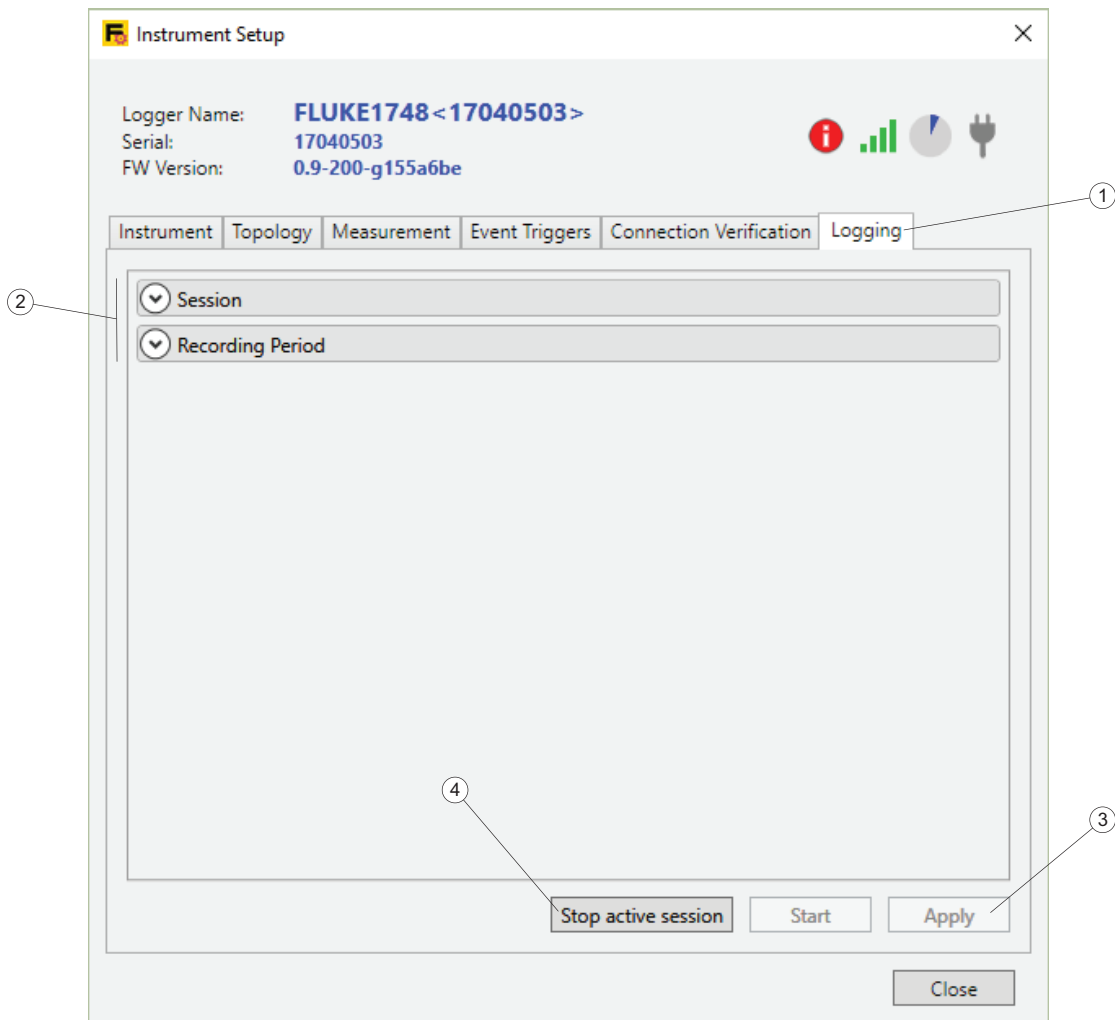 Instrument Setup
Logger Name: FLUKE1748<17040503>
Serial: 17040503
FW Version: 0.9-200-g155a6be
1
Instrument Topology Measurement Event Triggers Connection Verification Logging
2
Session
Recording Period
4
3
Stop active session Start Apply
Close